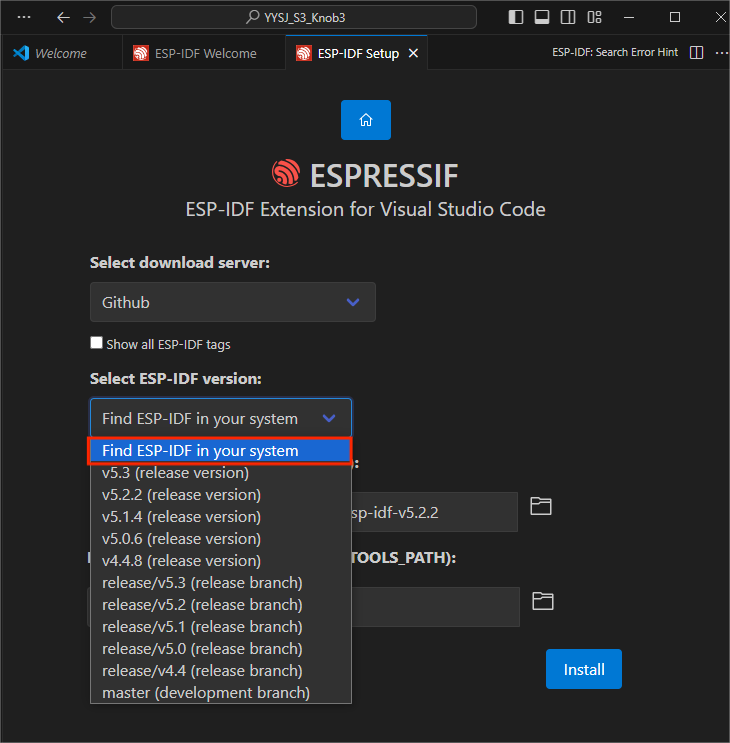 YYSJ_S3_Knob3
Welcome
ESP-IDF Welcome
ESP-IDF Setup
ESP-IDF: Search Error Hint
ESPRESSIF
ESP-IDF Extension for Visual Studio Code
Select download server:
Github
Show all ESP-IDF tags
Select ESP-IDF version:
Find ESP-IDF in your system
Find ESP-IDF in your system
v5.3 (release version)
v5.2.2 (release version)
sp-idf-v5.2.2
v5.1.4 (release version)
v5.0.6 (release version)
v4.4.8 (release version)
TOOLS_PATH):
release/v5.3 (release branch)
release/v5.2 (release branch)
release/v5.1 (release branch)
release/v5.0 (release branch)
release/v4.4 (release branch)
master (development branch)
Install